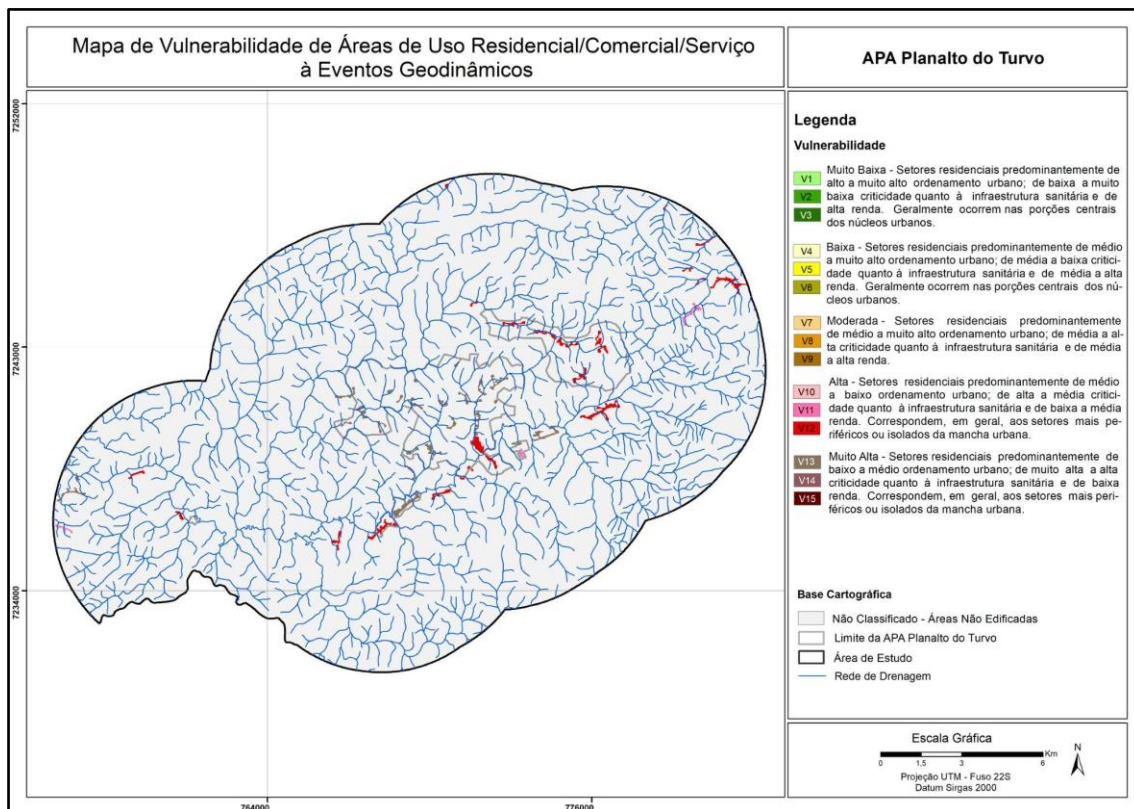 Mapa de Vulnerabilidade de Áreas de Uso Residencial/Comercial/Serviço
à Eventos Geodinâmicos
APA Planalto do Turvo
7252000
7243000
7234000
764000
776000
Legenda
Vulnerabilidade
V1
V2
V3
Muito Baixa - Setores residenciais predominantemente de
alto a muito alto ordenamento urbano; de baixa a muito
baixa criticidade quanto à infraestrutura sanitária e de
alta renda. Geralmente ocorrem nas porções centrais
dos núcleos urbanos.
V4
V5
V6
Baixa - Setores residenciais predominantemente de médio
a muito alto ordenamento urbano; de média a baixa critici-
dade quanto à infraestrutura sanitária e de média a alta
renda. Geralmente ocorrem nas porções centrais dos nú-
cleos urbanos.
V7
V8
V9
Moderada - Setores residenciais predominantemente
de médio a muito alto ordenamento urbano; de média a al-
ta criticidade quanto à infraestrutura sanitária e de média
a alta renda.
V10
V11
V12
Alta - Setores residenciais predominantemente de médio
a baixo ordenamento urbano; de alta a média critici-
dade quanto à infraestrutura sanitária e de baixa a média
renda. Correspondem, em geral, aos setores mais pe-
riféricos ou isolados da mancha urbana.
V13
V14
V15
Muito Alta - Setores residenciais predominantemente de
baixo a médio ordenamento urbano; de muito alta a alta
criticidade quanto à infraestrutura sanitária e de baixa
renda. Correspondem, em geral, aos setores mais peri-
féricos ou isolados da mancha urbana.
Base Cartográfica
Não Classificado - Áreas Não Edificadas
Limite da APA Planalto do Turvo
Área de Estudo
Rede de Drenagem
Escala Gráfica
0 1,5 3 6 Km
N
Projeção UTM - Fuso 22S
Datum Sirgas 2000